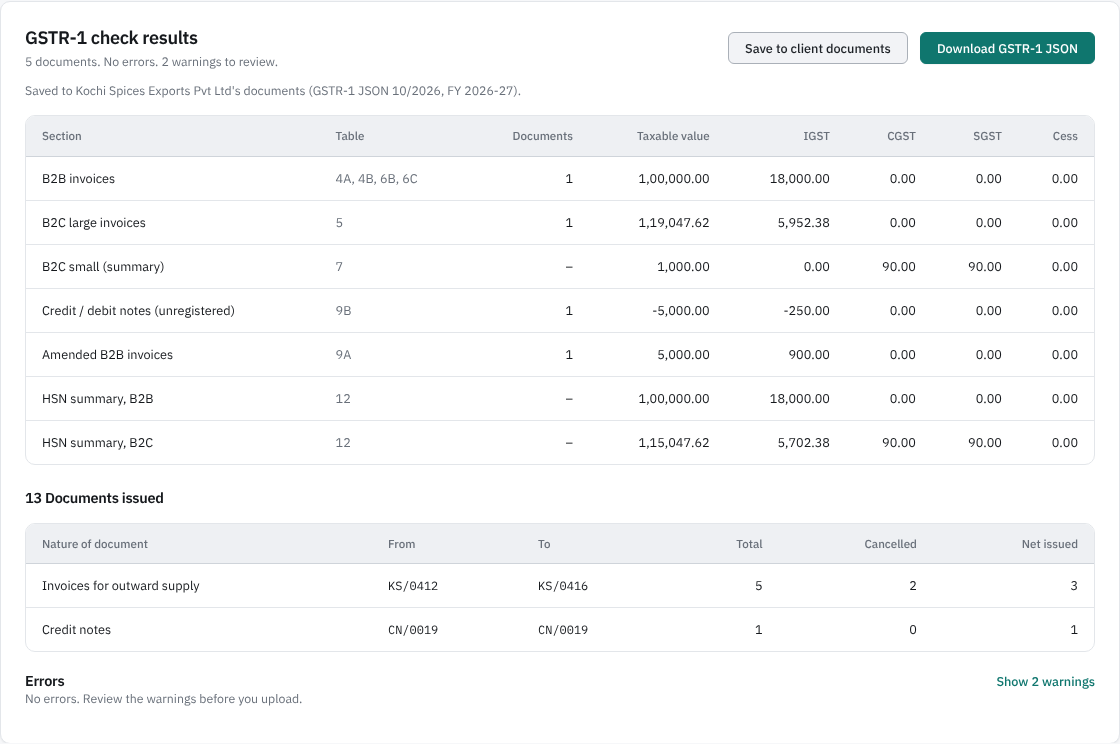 GSTR-1 check results
5 documents. No errors. 2 warnings to review.
Save to client documents
Download GSTR-1 JSON
Saved to Kochi Spices Exports Pvt Ltd's documents (GSTR-1 JSON 10/2026, FY 2026-27).
Section Table Documents Taxable value IGST CGST SGST Cess
B2B invoices 4A, 4B, 6B, 6C 1 1,00,000.00 18,000.00 0.00 0.00 0.00
B2C large invoices 5 1 1,19,047.62 5,952.38 0.00 0.00 0.00
B2C small (summary) 7 – 1,000.00 0.00 90.00 90.00 0.00
Credit / debit notes (unregistered) 9B 1 -5,000.00 -250.00 0.00 0.00 0.00
Amended B2B invoices 9A 1 5,000.00 900.00 0.00 0.00 0.00
HSN summary, B2B 12 – 1,00,000.00 18,000.00 0.00 0.00 0.00
HSN summary, B2C 12 – 1,15,047.62 5,702.38 90.00 90.00 0.00
13 Documents issued
Nature of document From To Total Cancelled Net issued
Invoices for outward supply KS/0412 KS/0416 5 2 3
Credit notes CN/0019 CN/0019 1 0 1
Errors
Show 2 warnings
No errors. Review the warnings before you upload.